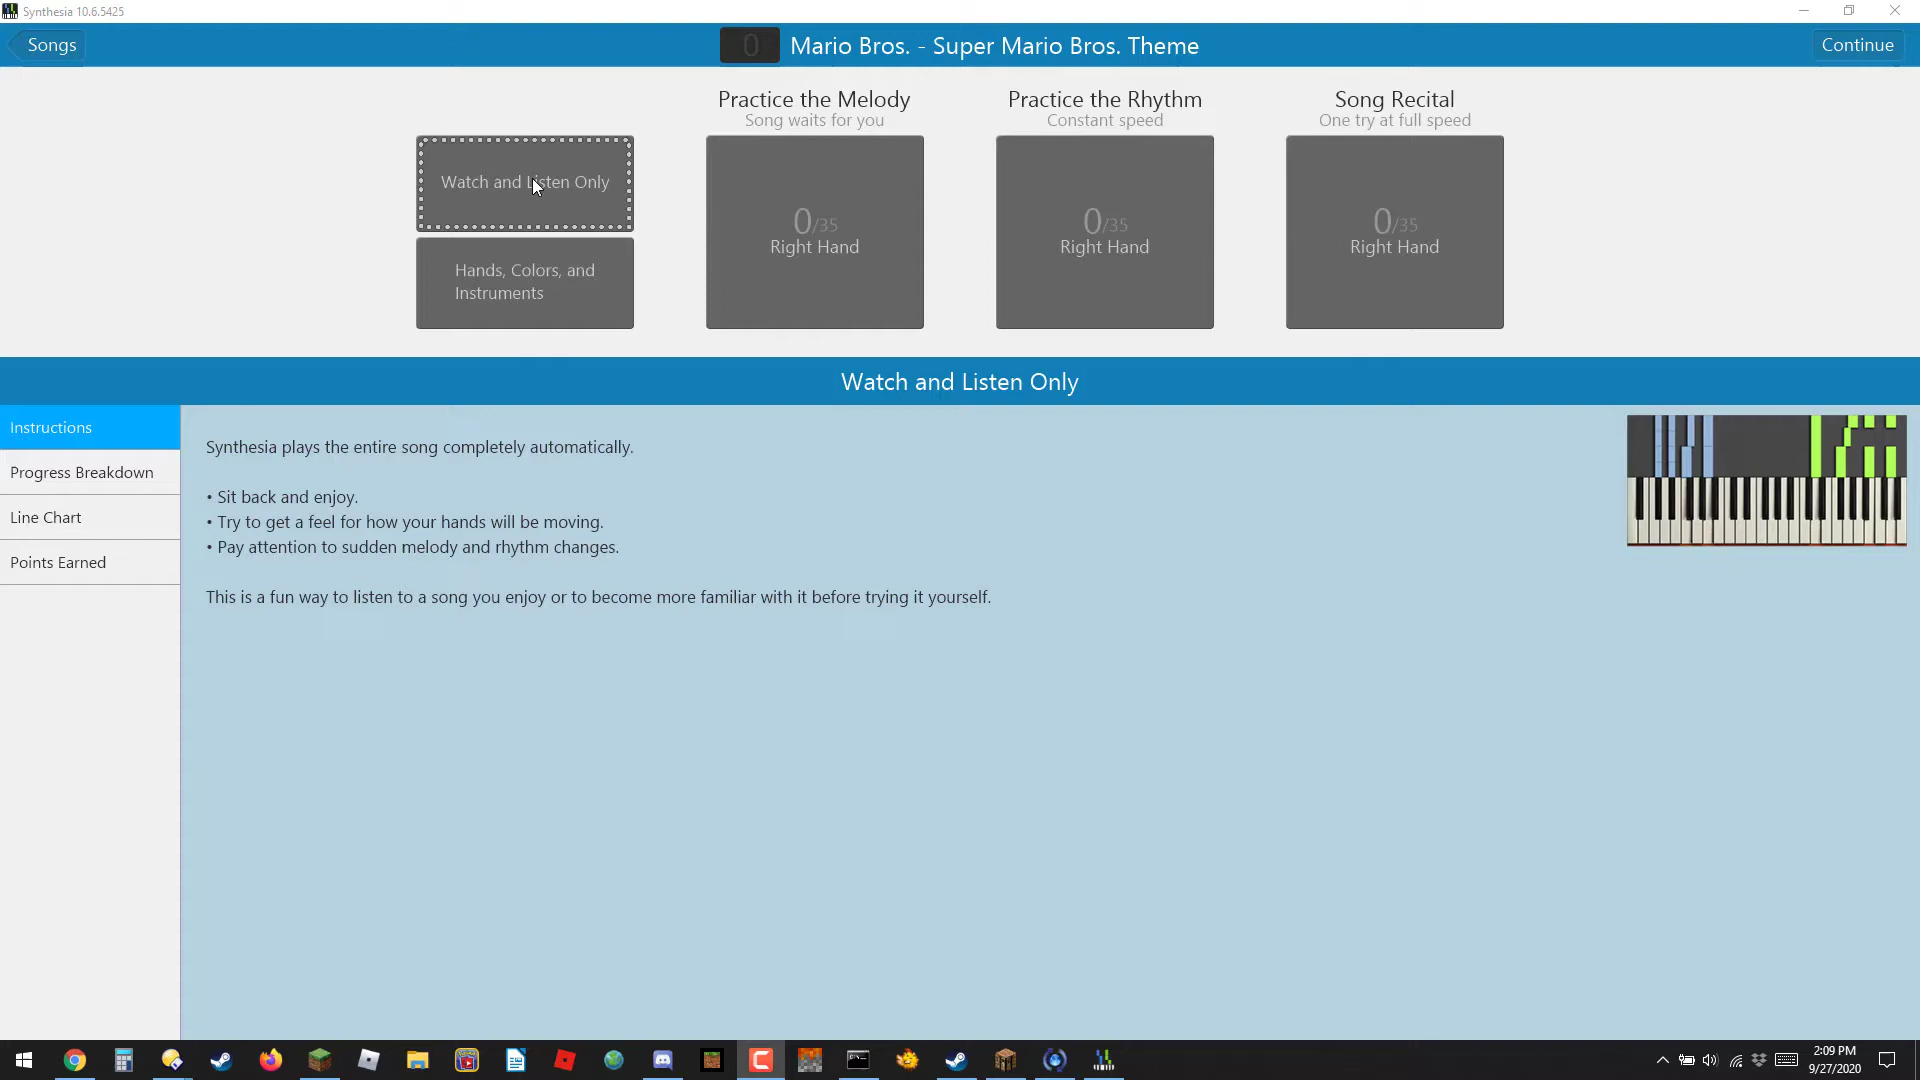 Synthesia 10.6.5425
Songs
0 Mario Bros. - Super Mario Bros. Theme
Continue
Watch and Listen Only
Hands, Colors, and
Instruments
Practice the Melody
Song waits for you
0/35
Right Hand
Practice the Rhythm
Constant speed
0/35
Right Hand
Song Recital
One try at full speed
0/35
Right Hand
Watch and Listen Only
Instructions
Progress Breakdown
Line Chart
Points Earned
Synthesia plays the entire song completely automatically.
• Sit back and enjoy.
• Try to get a feel for how your hands will be moving.
• Pay attention to sudden melody and rhythm changes.
This is a fun way to listen to a song you enjoy or to become more familiar with it before trying it yourself.
2:09 PM
9/27/2020